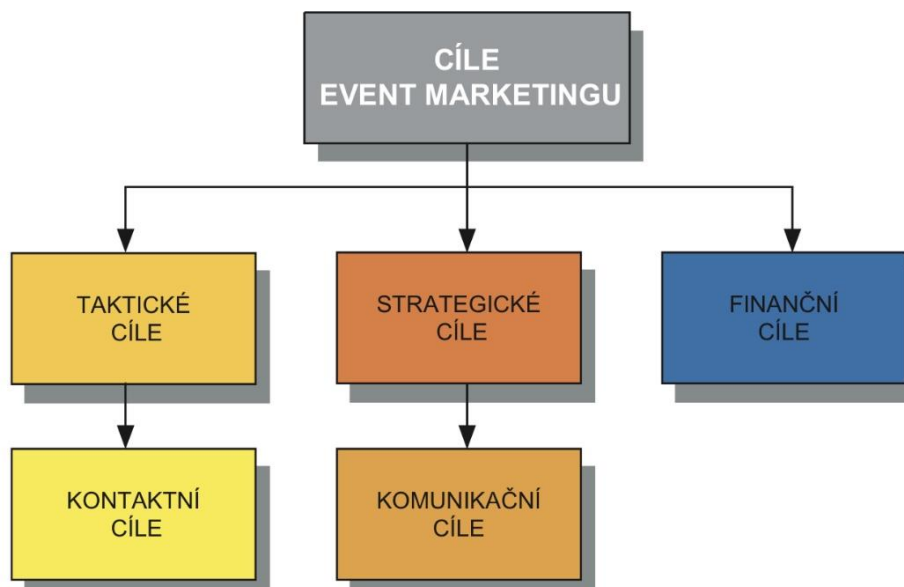 CÍLE
EVENT MARKETINGU
TAKTICKÉ
CÍLE
STRATEGICKÉ
CÍLE
FINANČNÍ
CÍLE
KONTAKTNÍ
CÍLE
KOMUNIKAČNÍ
CÍLE